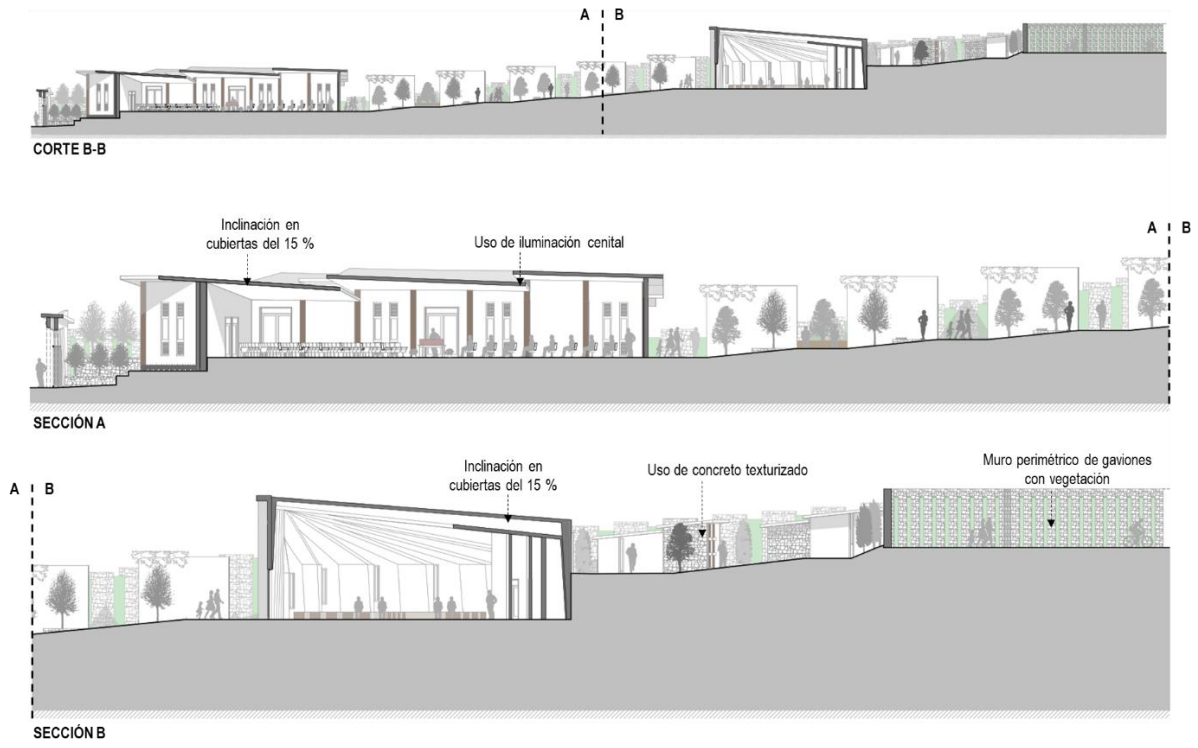 A B
CORTE B-B
Inclinación en
cubiertas del 15 %
Uso de iluminación cenital
A B
SECCIÓN A
A B
Inclinación en
cubiertas del 15 %
Uso de concreto texturizado
Muro perimétrico de gaviones
con vegetación
SECCIÓN B